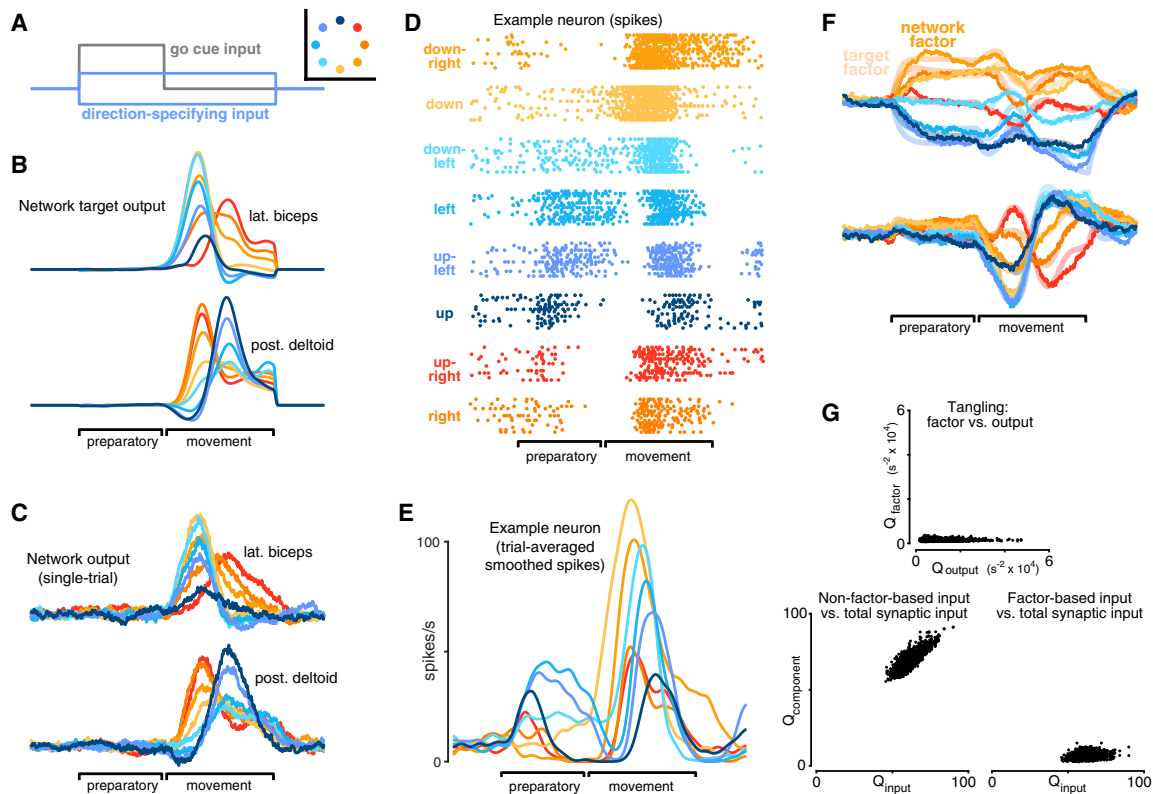 A
go cue input
direction-specifying input
B
Network target output
lat. biceps
post. deltoid
preparatory
movement
C
Network output
(single-trial)
lat. biceps
post. deltoid
preparatory
movement
D
Example neuron (spikes)
down-
right
down
down-
left
left
up-
left
up
up-
right
right
preparatory
movement
E
Example neuron
(trial-averaged
smoothed spikes)
100
spikes/s
0
preparatory
movement
F
network
factor
target
factor
preparatory
movement
G
Tangling:
factor vs. output
6
Q factor (s-2 x 10^4)
0
0
6
Q output (s-2 x 10^4)
Non-factor-based input
vs. total synaptic input
100
Q component
0
0
100
Q input
Factor-based input
vs. total synaptic input
0
100
Q input